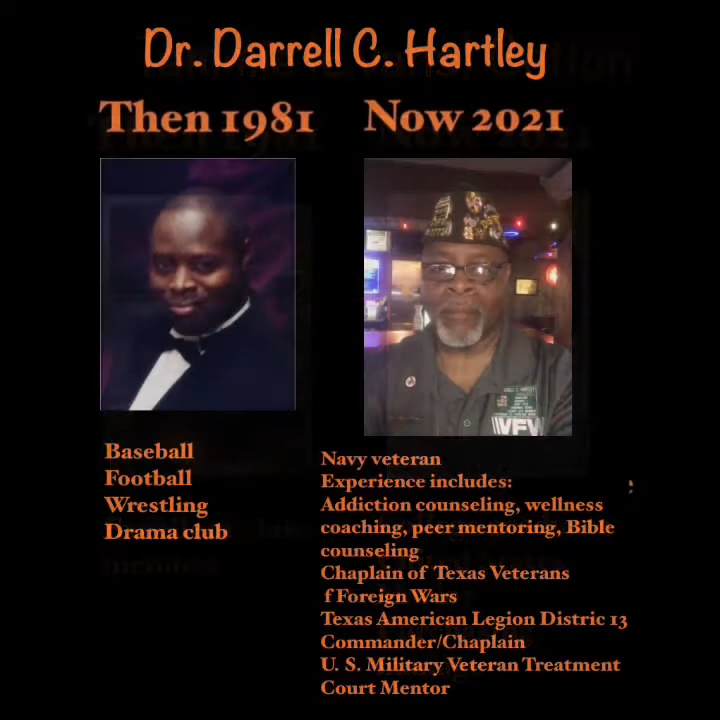 Dr. Darrell C. Hartley
Then 1981
Now 2021
Baseball
Football
Wrestling
Drama club
VFW
Navy veteran
Experience includes:
Addiction counseling, wellness
coaching, peer mentoring, Bible
counseling
Chaplain of Texas Veterans
f Foreign Wars
Texas American Legion Distric 13
Commander/Chaplain
U. S. Military Veteran Treatment
Court Mentor